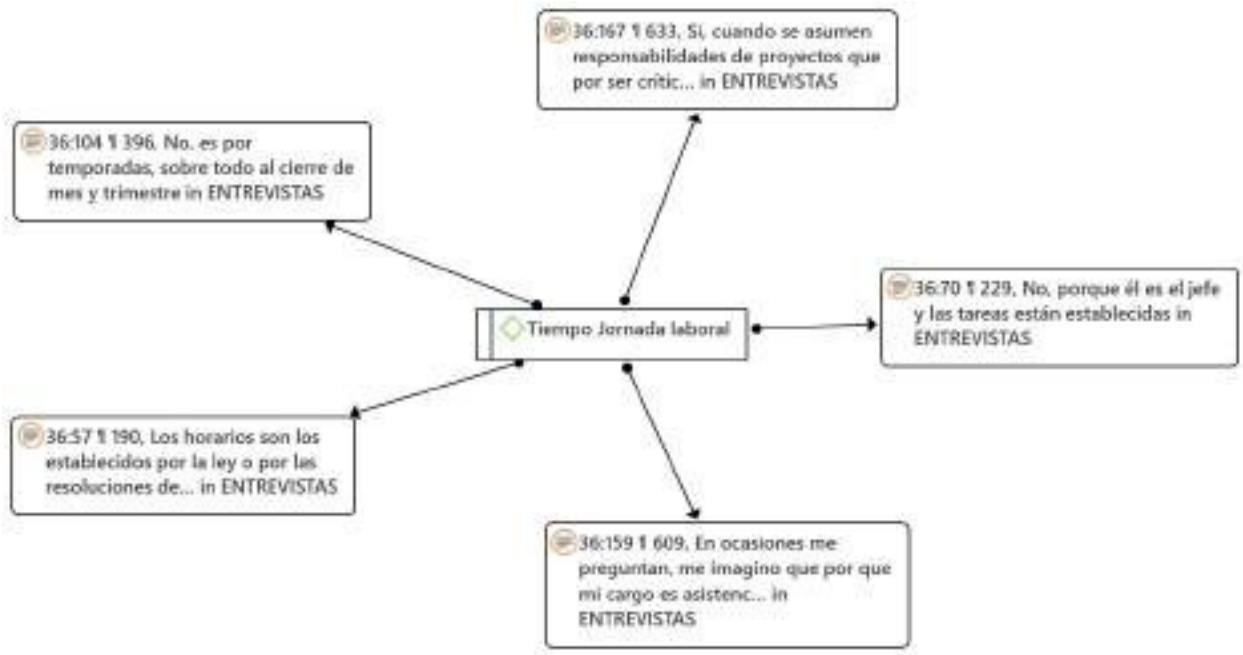 36:167 ¶ 633, Sí, cuando se asumen
responsabilidades de proyectos que
por ser crític... in ENTREVISTAS
36:104 ¶ 396, No. es por
temporadas, sobre todo al cierre de
mes y trimestre in ENTREVISTAS
36:70 ¶ 229, No, porque él es el jefe
y las tareas están establecidas in
ENTREVISTAS
Tiempo Jornada laboral
36:57 ¶ 190, Los horarios son los
establecidos por la ley o por las
resoluciones de... in ENTREVISTAS
36:159 ¶ 609, En ocasiones me
preguntan, me imagino que por que
mi cargo es asistenc... in
ENTREVISTAS